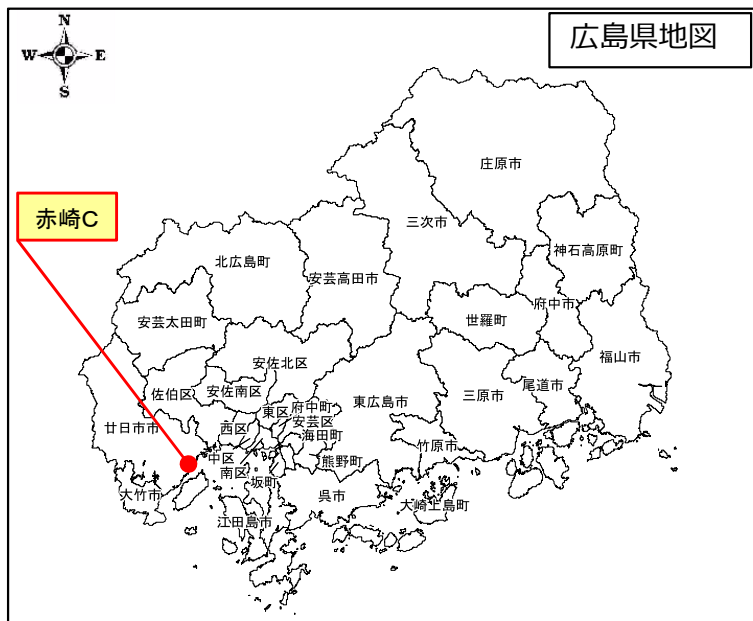 N
広島県地図
W
E
S
庄原市
赤崎C
三次市
神石高原町
北広島町
安芸高田市
府中市
安芸太田町
世羅町
福山市
安佐北区
佐伯区
安佐南区
東広島市
三原市
尾道市
東区
府中町
安芸区
廿日市市
西区
海田町
竹原市
中区
熊野町
南区
坂町
大竹市
呉市
大崎上島町
江田島市